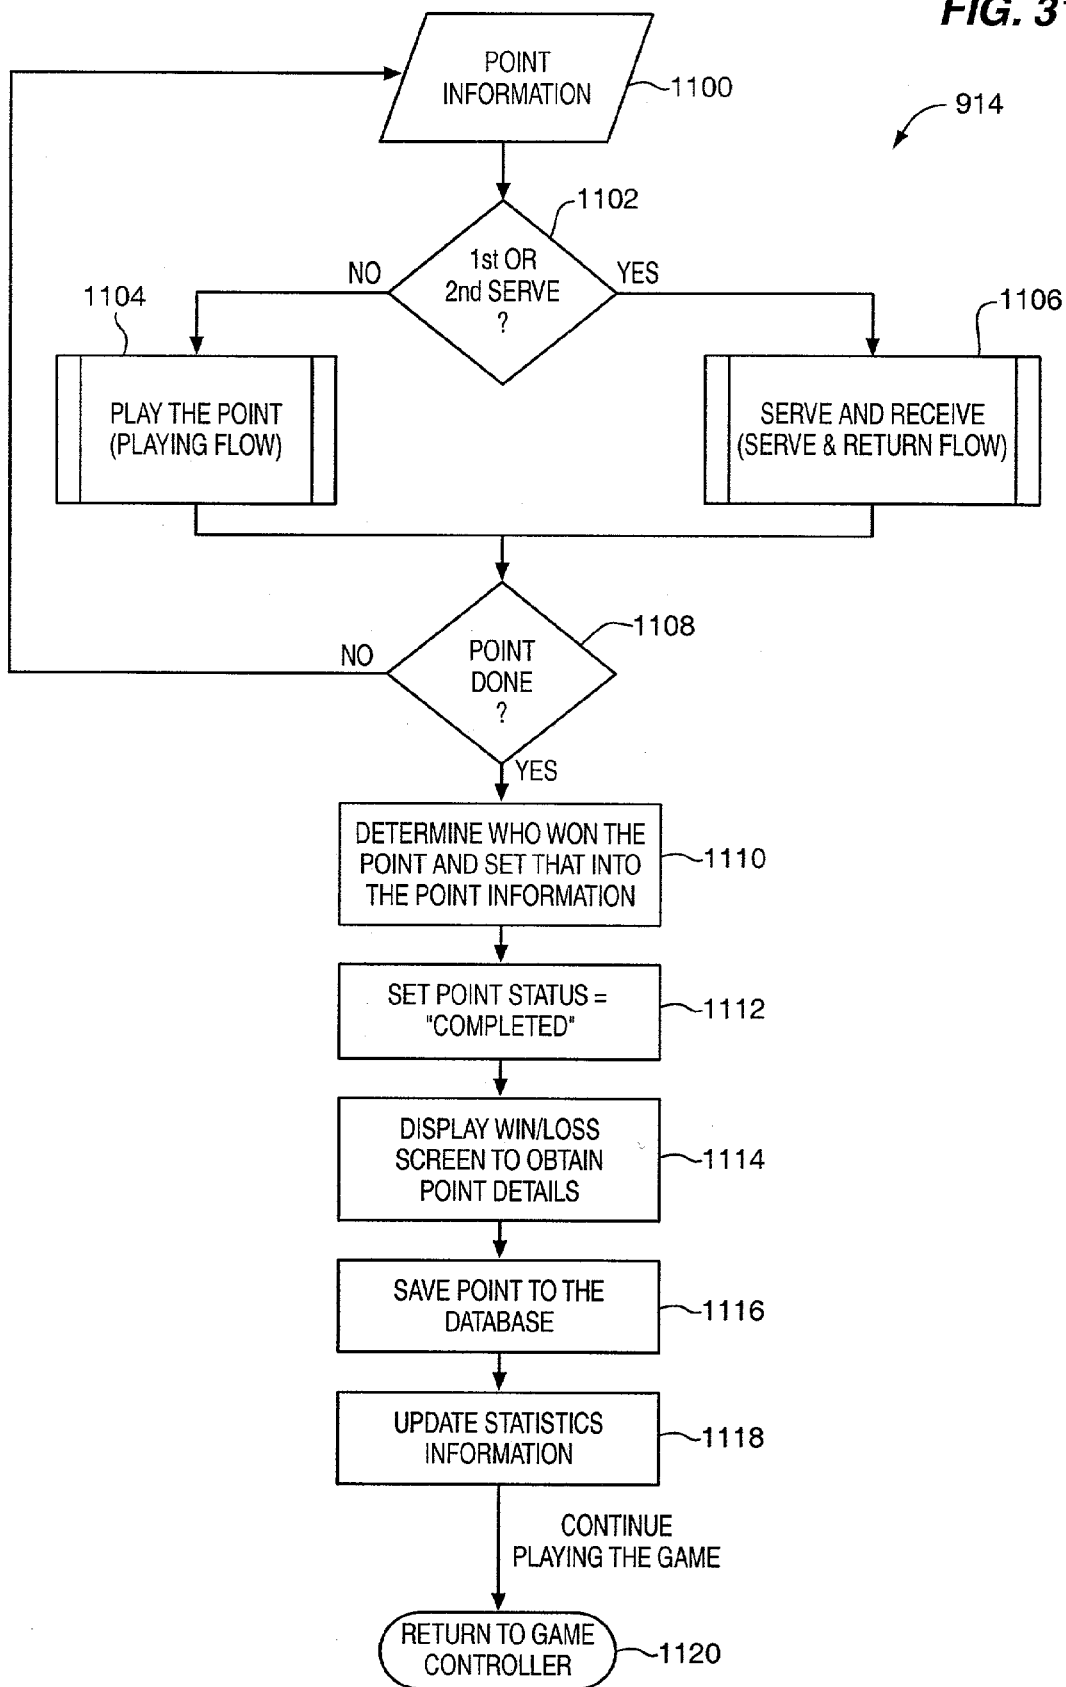 FIG. 31
POINT
INFORMATION
1100
914
1102
1st OR
2nd SERVE
?
NO
YES
1104
1106
PLAY THE POINT
(PLAYING FLOW)
SERVE AND RECEIVE
(SERVE & RETURN FLOW)
1108
POINT
DONE
?
NO
YES
DETERMINE WHO WON THE
POINT AND SET THAT INTO
THE POINT INFORMATION
1110
SET POINT STATUS =
"COMPLETED"
1112
DISPLAY WIN/LOSS
SCREEN TO OBTAIN
POINT DETAILS
1114
SAVE POINT TO THE
DATABASE
1116
UPDATE STATISTICS
INFORMATION
1118
CONTINUE
PLAYING THE GAME
RETURN TO GAME
CONTROLLER
1120